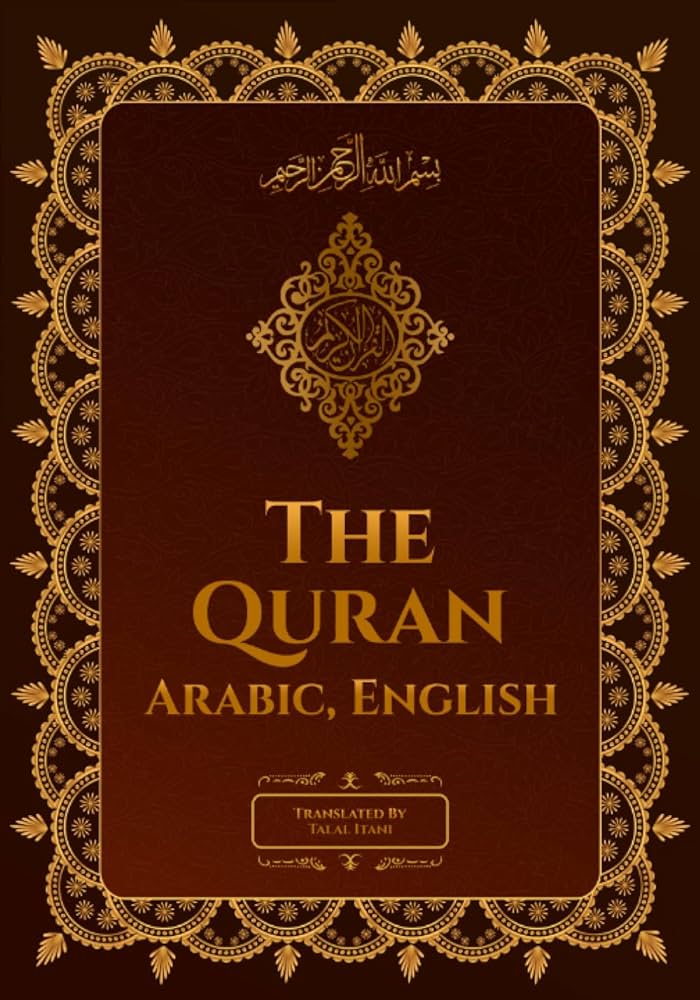 بسم الله الرحمن الرحيم
القرآن الكريم
The
Quran
Arabic, English
Translated By
Talal Itani